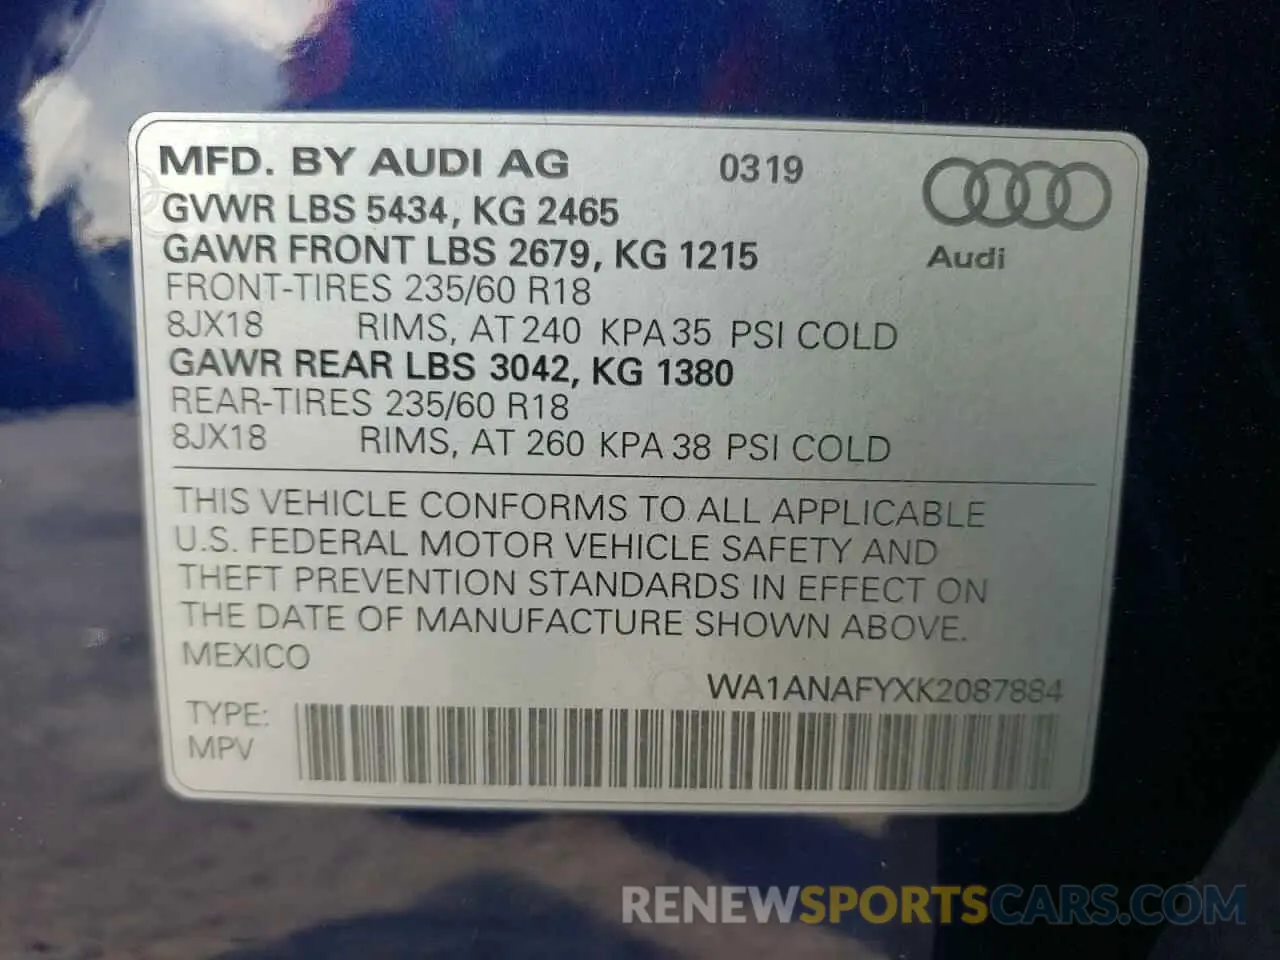 MFD. BY AUDI AG 0319
GVWR LBS 5434, KG 2465
GAWR FRONT LBS 2679, KG 1215
Audi
FRONT-TIRES 235/60 R18
8JX18 RIMS, AT 240 KPA 35 PSI COLD
GAWR REAR LBS 3042, KG 1380
REAR-TIRES 235/60 R18
8JX18 RIMS, AT 260 KPA 38 PSI COLD
THIS VEHICLE CONFORMS TO ALL APPLICABLE
U.S. FEDERAL MOTOR VEHICLE SAFETY AND
THEFT PREVENTION STANDARDS IN EFFECT ON
THE DATE OF MANUFACTURE SHOWN ABOVE.
MEXICO
WA1ANAFYXK2087884
TYPE:
MPV
RENEWSPORTSCARS.COM